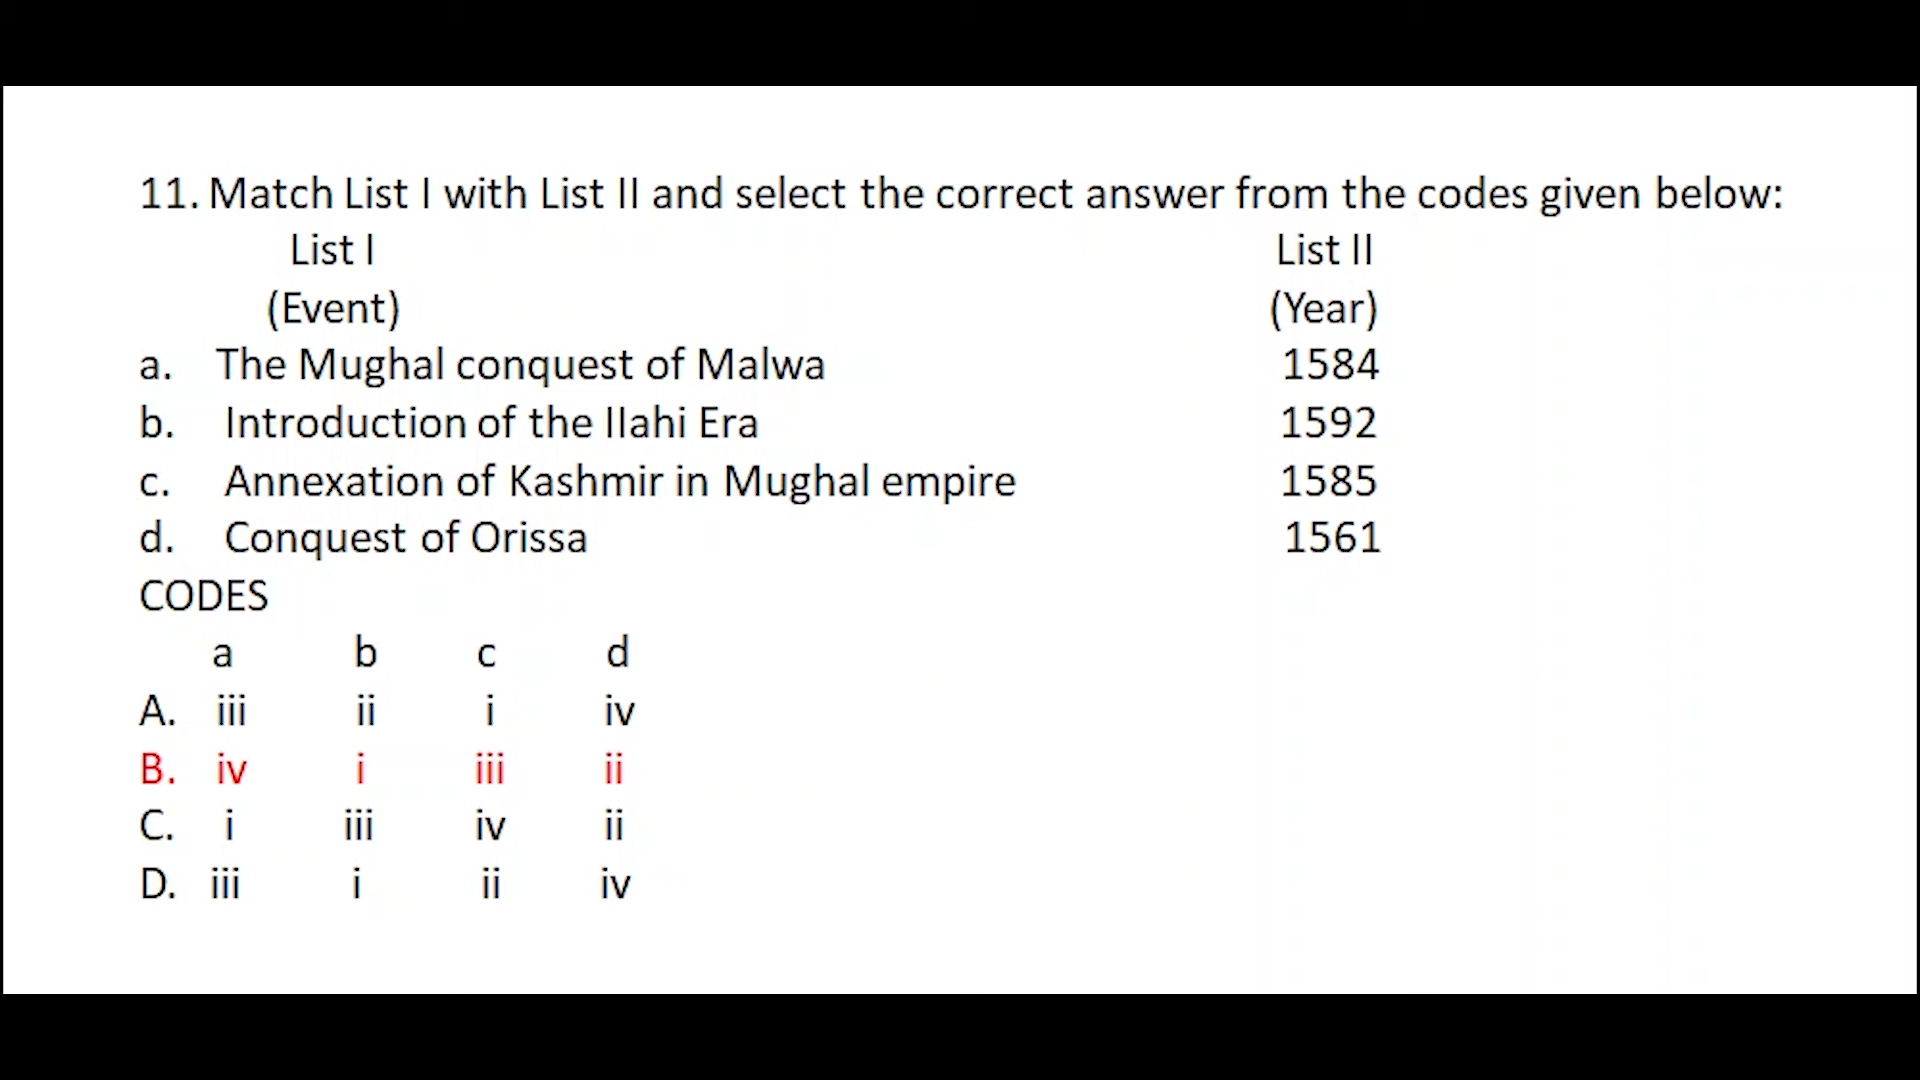 11. Match List I with List II and select the correct answer from the codes given below:
List I List II
(Event) (Year)
a. The Mughal conquest of Malwa 1584
b. Introduction of the IIahi Era 1592
c. Annexation of Kashmir in Mughal empire 1585
d. Conquest of Orissa 1561
CODES
a b c d
A. iii ii i iv
B. iv i iii ii
C. i iii iv ii
D. iii i ii iv